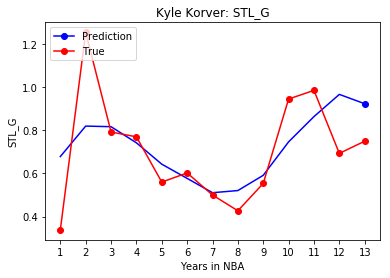 Kyle Korver: STL_G
Prediction
True
STL_G
1.2
1.0
0.8
0.6
0.4
1 2 3 4 5 6 7 8 9 10 11 12 13
Years in NBA